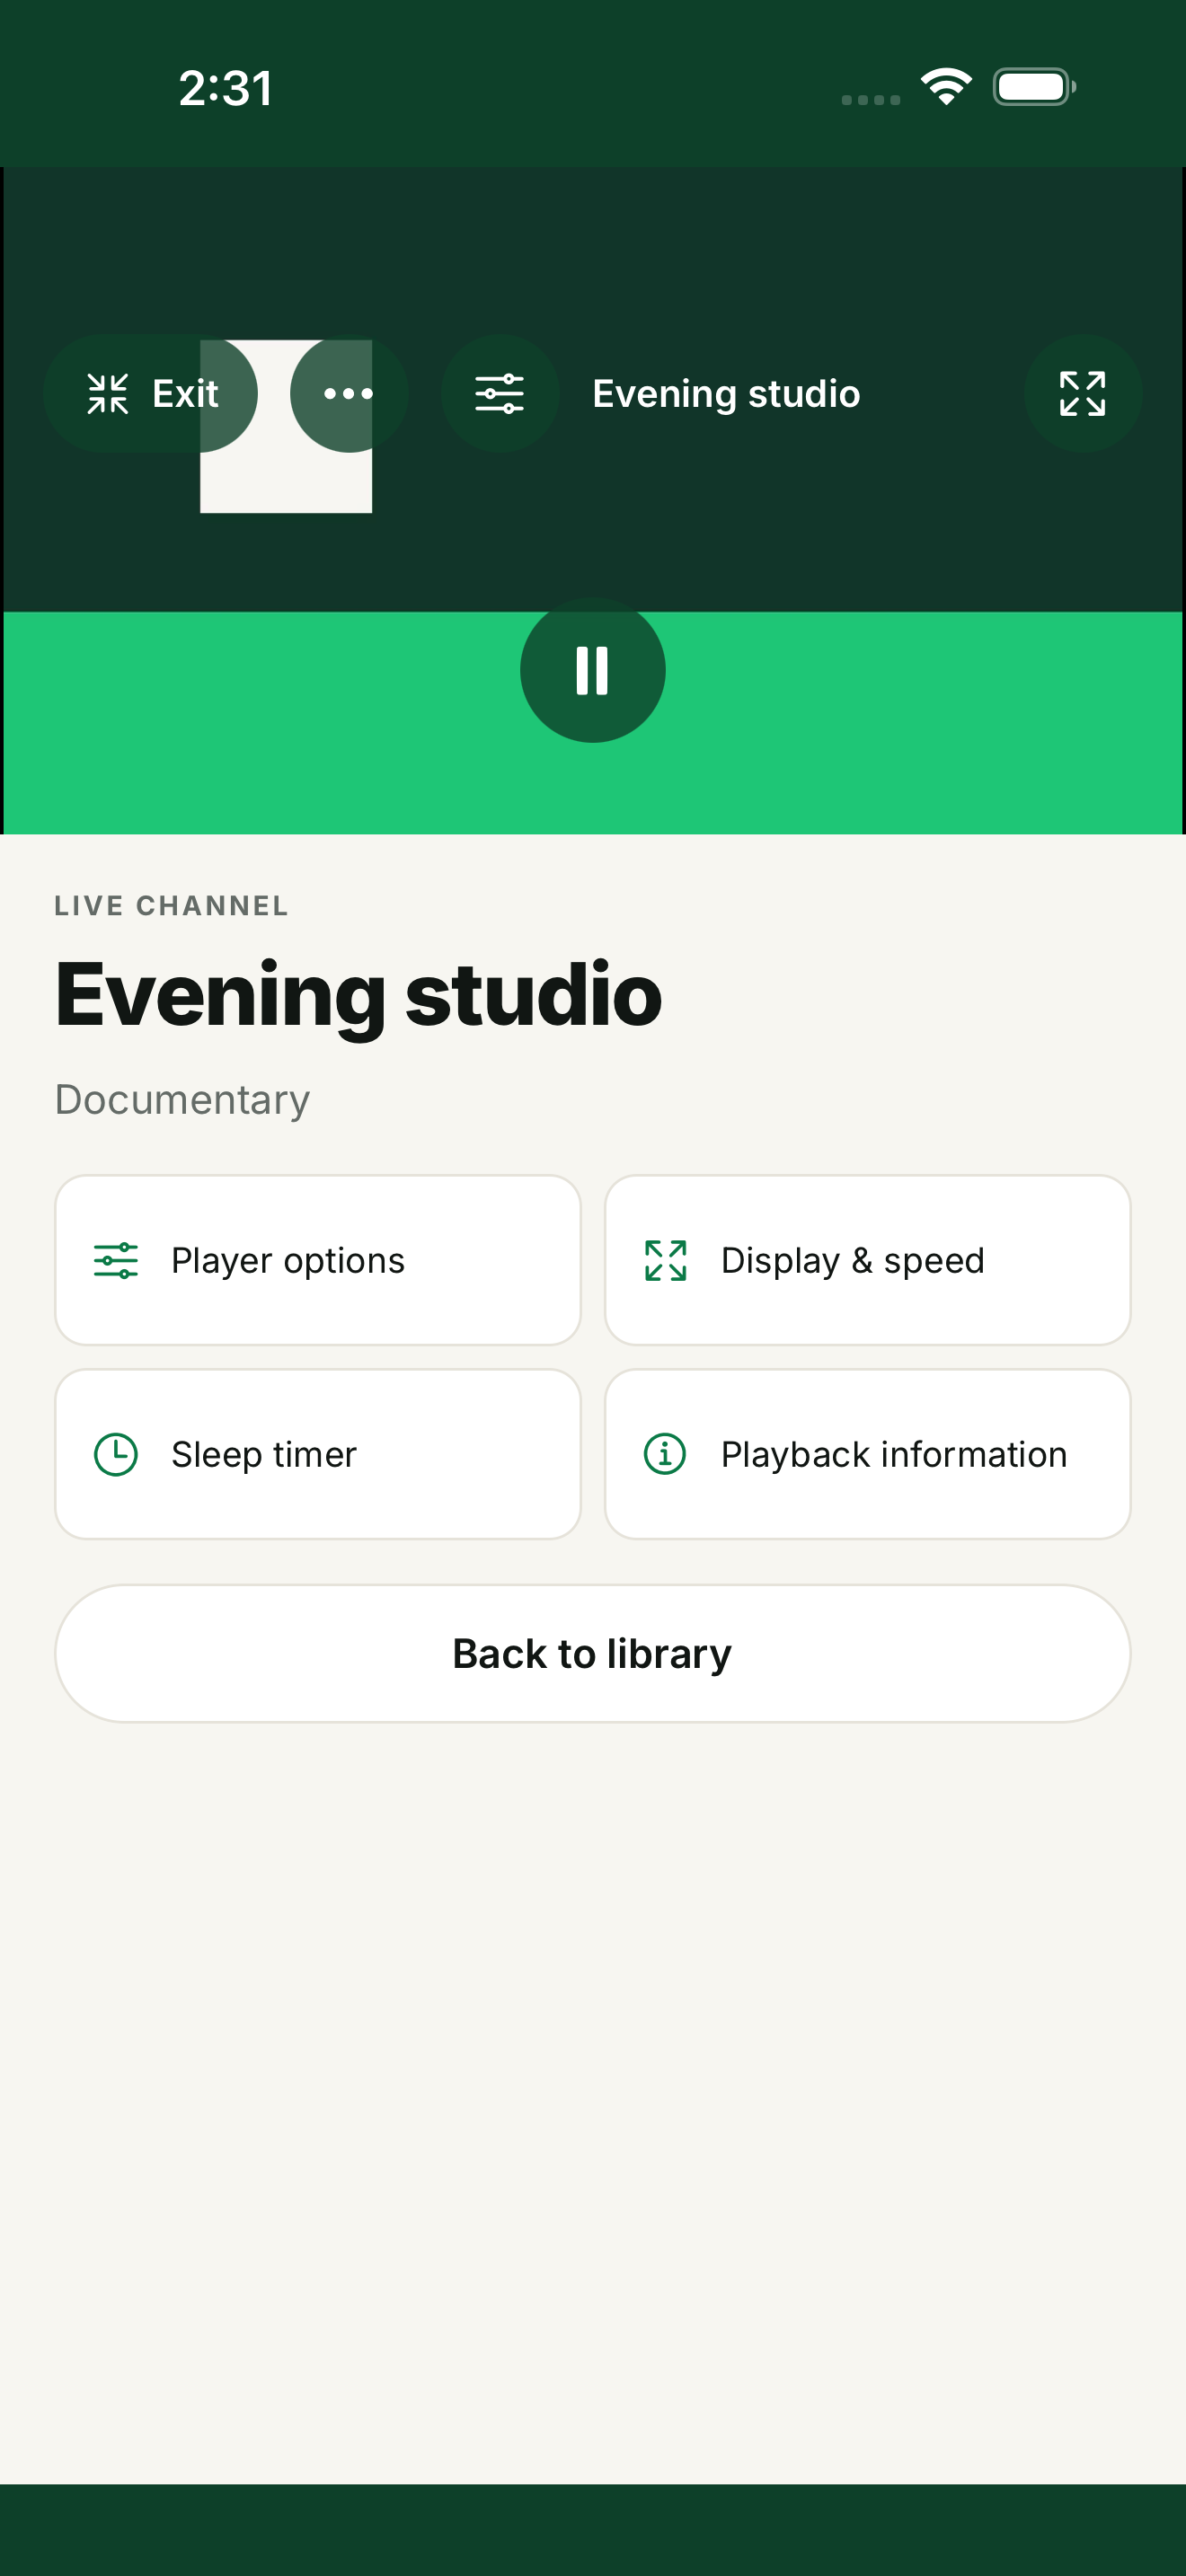 2:31
Exit
Evening studio
LIVE CHANNEL
Evening studio
Documentary
Player options
Display & speed
Sleep timer
Playback information
Back to library